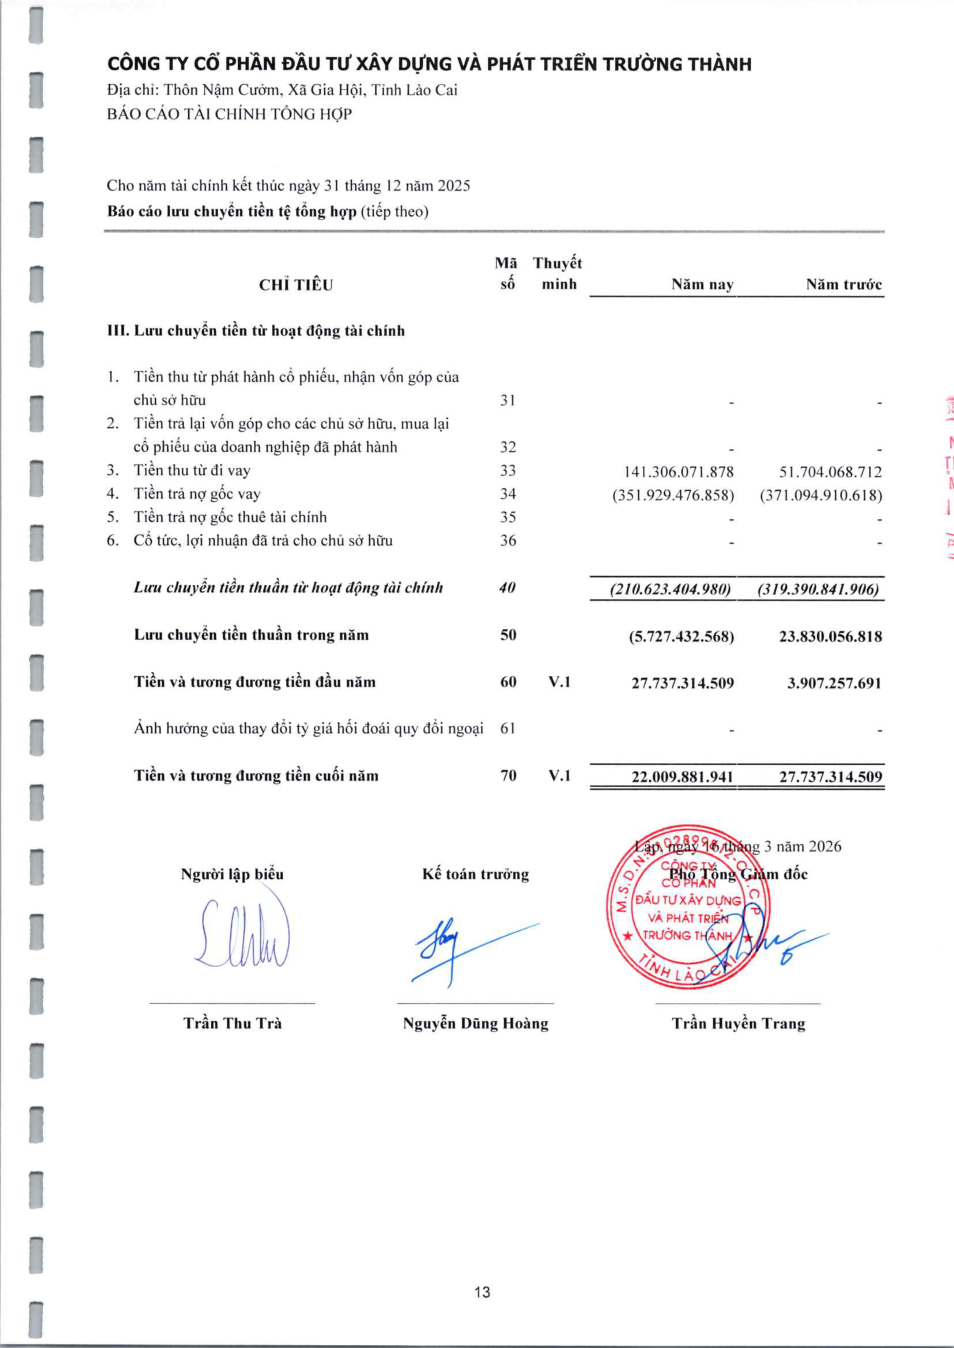 CÔNG TY CỔ PHẦN ĐẦU TƯ XÂY DỰNG VÀ PHÁT TRIỂN TRƯỜNG THÀNH
Địa chỉ: Thôn Nậm Cưởm, Xã Gia Hội, Tỉnh Lào Cai
BÁO CÁO TÀI CHÍNH TỔNG HỢP
Cho năm tài chính kết thúc ngày 31 tháng 12 năm 2025
Báo cáo lưu chuyển tiền tệ tổng hợp (tiếp theo)
CHỈ TIÊU Mã số Thuyết minh Năm nay Năm trước
III. Lưu chuyển tiền từ hoạt động tài chính
1. Tiền thu từ phát hành cổ phiếu, nhận vốn góp của
chủ sở hữu 31 - -
2. Tiền trả lại vốn góp cho các chủ sở hữu, mua lại
cổ phiếu của doanh nghiệp đã phát hành 32 - -
3. Tiền thu từ đi vay 33 141.306.071.878 51.704.068.712
4. Tiền trả nợ gốc vay 34 (351.929.476.858) (371.094.910.618)
5. Tiền trả nợ gốc thuê tài chính 35 - -
6. Cổ tức, lợi nhuận đã trả cho chủ sở hữu 36 - -
Lưu chuyển tiền thuần từ hoạt động tài chính 40 (210.623.404.980) (319.390.841.906)
Lưu chuyển tiền thuần trong năm 50 (5.727.432.568) 23.830.056.818
Tiền và tương đương tiền đầu năm 60 V.1 27.737.314.509 3.907.257.691
Ảnh hưởng của thay đổi tỷ giá hối đoái quy đổi ngoại 61 - -
Tiền và tương đương tiền cuối năm 70 V.1 22.009.881.941 27.737.314.509
Lập, ngày 16 tháng 3 năm 2026
Người lập biểu Kế toán trưởng Phó Tổng Giám đốc
CÔNG TY
CỔ PHẦN
ĐẦU TƯ XÂY DỰNG
VÀ PHÁT TRIỂN
TRƯỜNG THÀNH
TỈNH LÀO CAI
Trần Thu Trà Nguyễn Dũng Hoàng Trần Huyền Trang
13